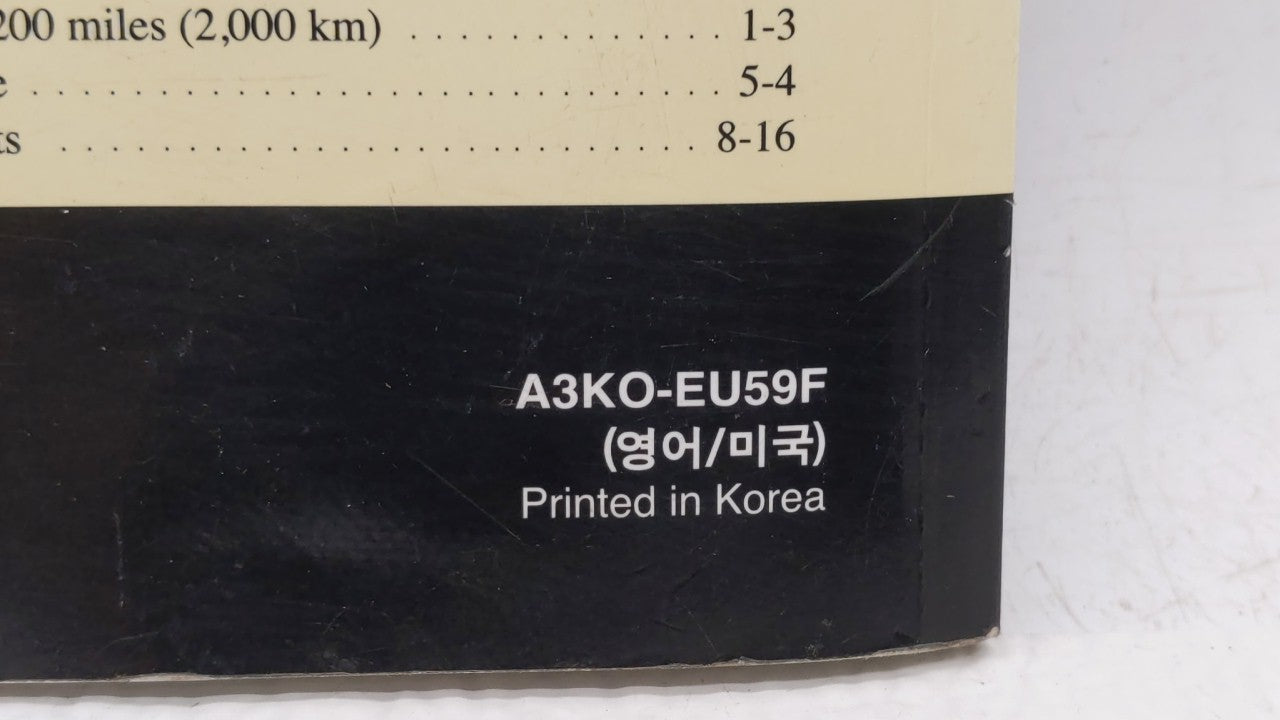 200 miles (2,000 km) ............. 1-3
e ................................ 5-4
ts .............................. 8-16
A3KO-EU59F
(영어/미국)
Printed in Korea